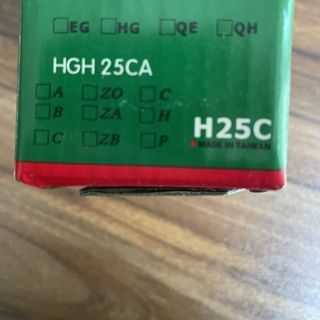 □EG □HG □QE □QH
HGH 25CA
□A □ZO □C
□B □ZA □H
□C □ZB □P
H25C
MADE IN TAIWAN